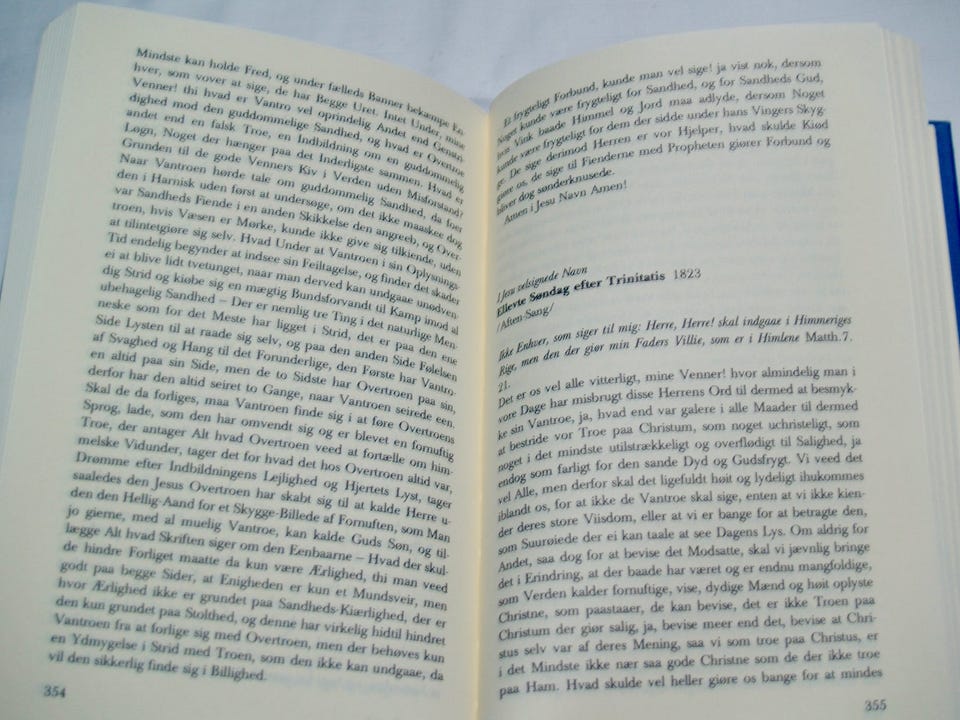 Mindste kan holde Fred, og under fælleds Banner bekæmpe En-
hver, som vover at sige, de har Begge Uret. Intet Under, mine
Venner! thi hvad er Vantro vel oprindelig Andet end Genstri-
dighed mod den guddommelige Sandhed, og hvad er Overtroe
andet end en falsk Troe, en Indbildning om en guddommelig
Løgn, Noget der hænger paa det Inderligste sammen. Hvad er
Grunden til de gode Venners Kiv i Verden uden Misforstand?
Naar Vantroen hørde tale om guddommelig Sandhed, da foer
den i Harnisk uden først at undersøge, om det ikke maaskee dog
var Sandheds Fiende i en anden Skikkelse den angreeb, og Over-
troen, hvis Væsen er Mørke, kunde ikke give sig tilkiende, uden
at tilintetgiøre sig selv. Hvad Under at Vantroen i sin Oplysnings-
Tid endelig begynder at indsee sin Feiltagelse, og finder det skader
ei at blive lidt tvetunget, naar man derved kan undgaae unødven-
dig Strid og kiøbe sig en mægtig Bundsforvandt til Kamp imod al
ubehagelig Sandhed – Der er nemlig tre Ting i det naturlige Men-
neske som for det Meste har ligget i Strid, det er paa den ene
Side Lysten til at raade sig selv, og paa den anden Side Følelsen
af Svaghed og Hang til det Forunderlige, den Første har Vantro-
en altid paa sin Side, men de to Sidste har Overtroen paa sin,
derfor har den altid seiret to Gange, naar Vantroen seirede een.
Skal de da forliges, maa Vantroen finde sig i at føre Overtroens
Sprog, lade, som den har omvendt sig og er blevet en fornuftig
Troe, der antager Alt hvad Overtroen veed at fortælle om him-
melske Vidunder, tager det for hvad det hos Overtroen altid var,
Drømme efter Indbildningens Lejlighed og Hjertets Lyst, tager
saaledes den Jesus Overtroen har skabt sig til at kalde Herre u-
den den Hellig-Aand for et Skygge-Billede af Fornuften, som Man
jo gierne, med al muelig Vantroe, kan kalde Guds Søn, og til-
lægge Alt hvad Skriften siger om den Eenbaarne – Hvad der skul-
de hindre Forliget maatte da kun være Ærlighed, thi man veed
godt paa begge Sider, at Enigheden er kun et Mundsveir, men
hvor Ærlighed ikke er grundet paa Sandheds-Kiærlighed, der er
den kun grundet paa Stolthed, og denne har virkelig hidtil hindret
Vantroen fra at forlige sig med Overtroen, men der behøves kun
en Ydmygelse i Strid med Troen, som den ikke kan undgaae, da
vil den sikkerlig finde sig i Billighed.
354
Et frygteligt Forbund, kunde man vel sige! ja vist nok, dersom
Noget kunde være frygteligt for Sandhed, og for Sandheds Gud,
hvis Vink baade Himmel og Jord maa adlyde, dersom Noget
kunde være frygteligt for dem der sidde under hans Vingers Skyg-
ge. De sige derimod Herren er vor Hjelper, hvad skulde Kiød
giøre os, de sige til Fienderne med Propheten giører Forbund og
bliver dog sønderknusede.
Amen i Jesu Navn Amen!
I Jesu velsignede Navn
Ellevte Søndag efter Trinitatis 1823
/Aften-Sang/
Ikke Enhver, som siger til mig: Herre, Herre! skal indgaae i Himmeriges
Rige, men den der giør min Faders Villie, som er i Himlene Matth.7.
21.
Det er os vel alle vitterligt, mine Venner! hvor almindelig man i
vore Dage har misbrugt disse Herrens Ord til dermed at besmyk-
ke sin Vantroe, ja, hvad end var galere i alle Maader til dermed
at bestride vor Troe paa Christum, som noget uchristeligt, som
noget i det mindste utilstrækkeligt og overflødigt til Salighed, ja
endog som farligt for den sande Dyd og Gudsfrygt. Vi veed det
vel Alle, men derfor skal det ligefuldt høit og lydeligt ihukommes
iblandt os, for at ikke de Vantroe skal sige, enten at vi ikke kien-
der deres store Viisdom, eller at vi er bange for at betragte den,
som Suurøiede der ei kan taale at see Dagens Lys. Om aldrig for
Andet, saa dog for at bevise det Modsatte, skal vi jævnlig bringe
det i Erindring, at der baade har været og er endnu mangfoldige,
som Verden kalder fornuftige, vise, dydige Mænd og høit oplyste
Christne, som paastaaer, de kan bevise, det er ikke Troen paa
Christum der giør salig, ja, bevise meer end det, bevise at Chri-
stus selv var af deres Mening, saa vi som troe paa Christus, er
i det Mindste ikke nær saa gode Christne som de der ikke troe
paa Ham. Hvad skulde vel heller giøre os bange for at mindes
355